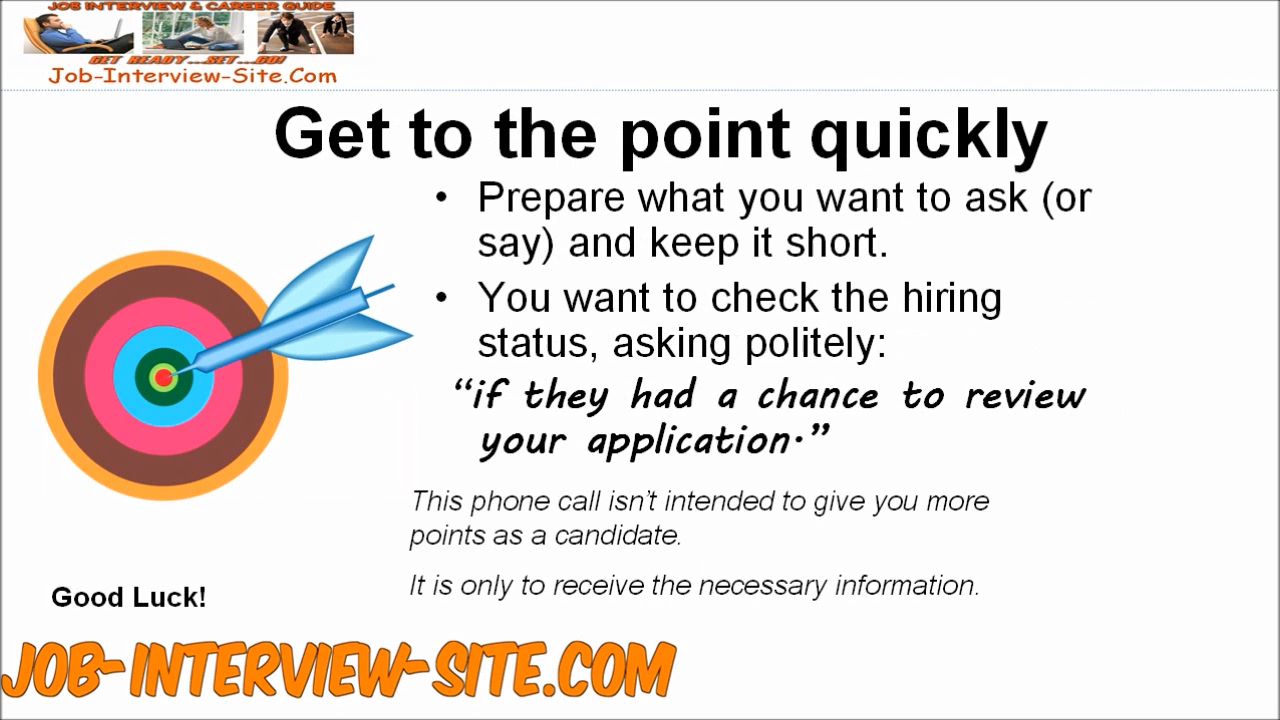 JOB INTERVIEW & CAREER GUIDE
GET READY...SET...GO!
Job-Interview-Site.Com
Get to the point quickly
• Prepare what you want to ask (or
say) and keep it short.
• You want to check the hiring
status, asking politely:
“if they had a chance to review
your application.”
This phone call isn’t intended to give you more
points as a candidate.
It is only to receive the necessary information.
Good Luck!
JOB-INTERVIEW-SITE.COM